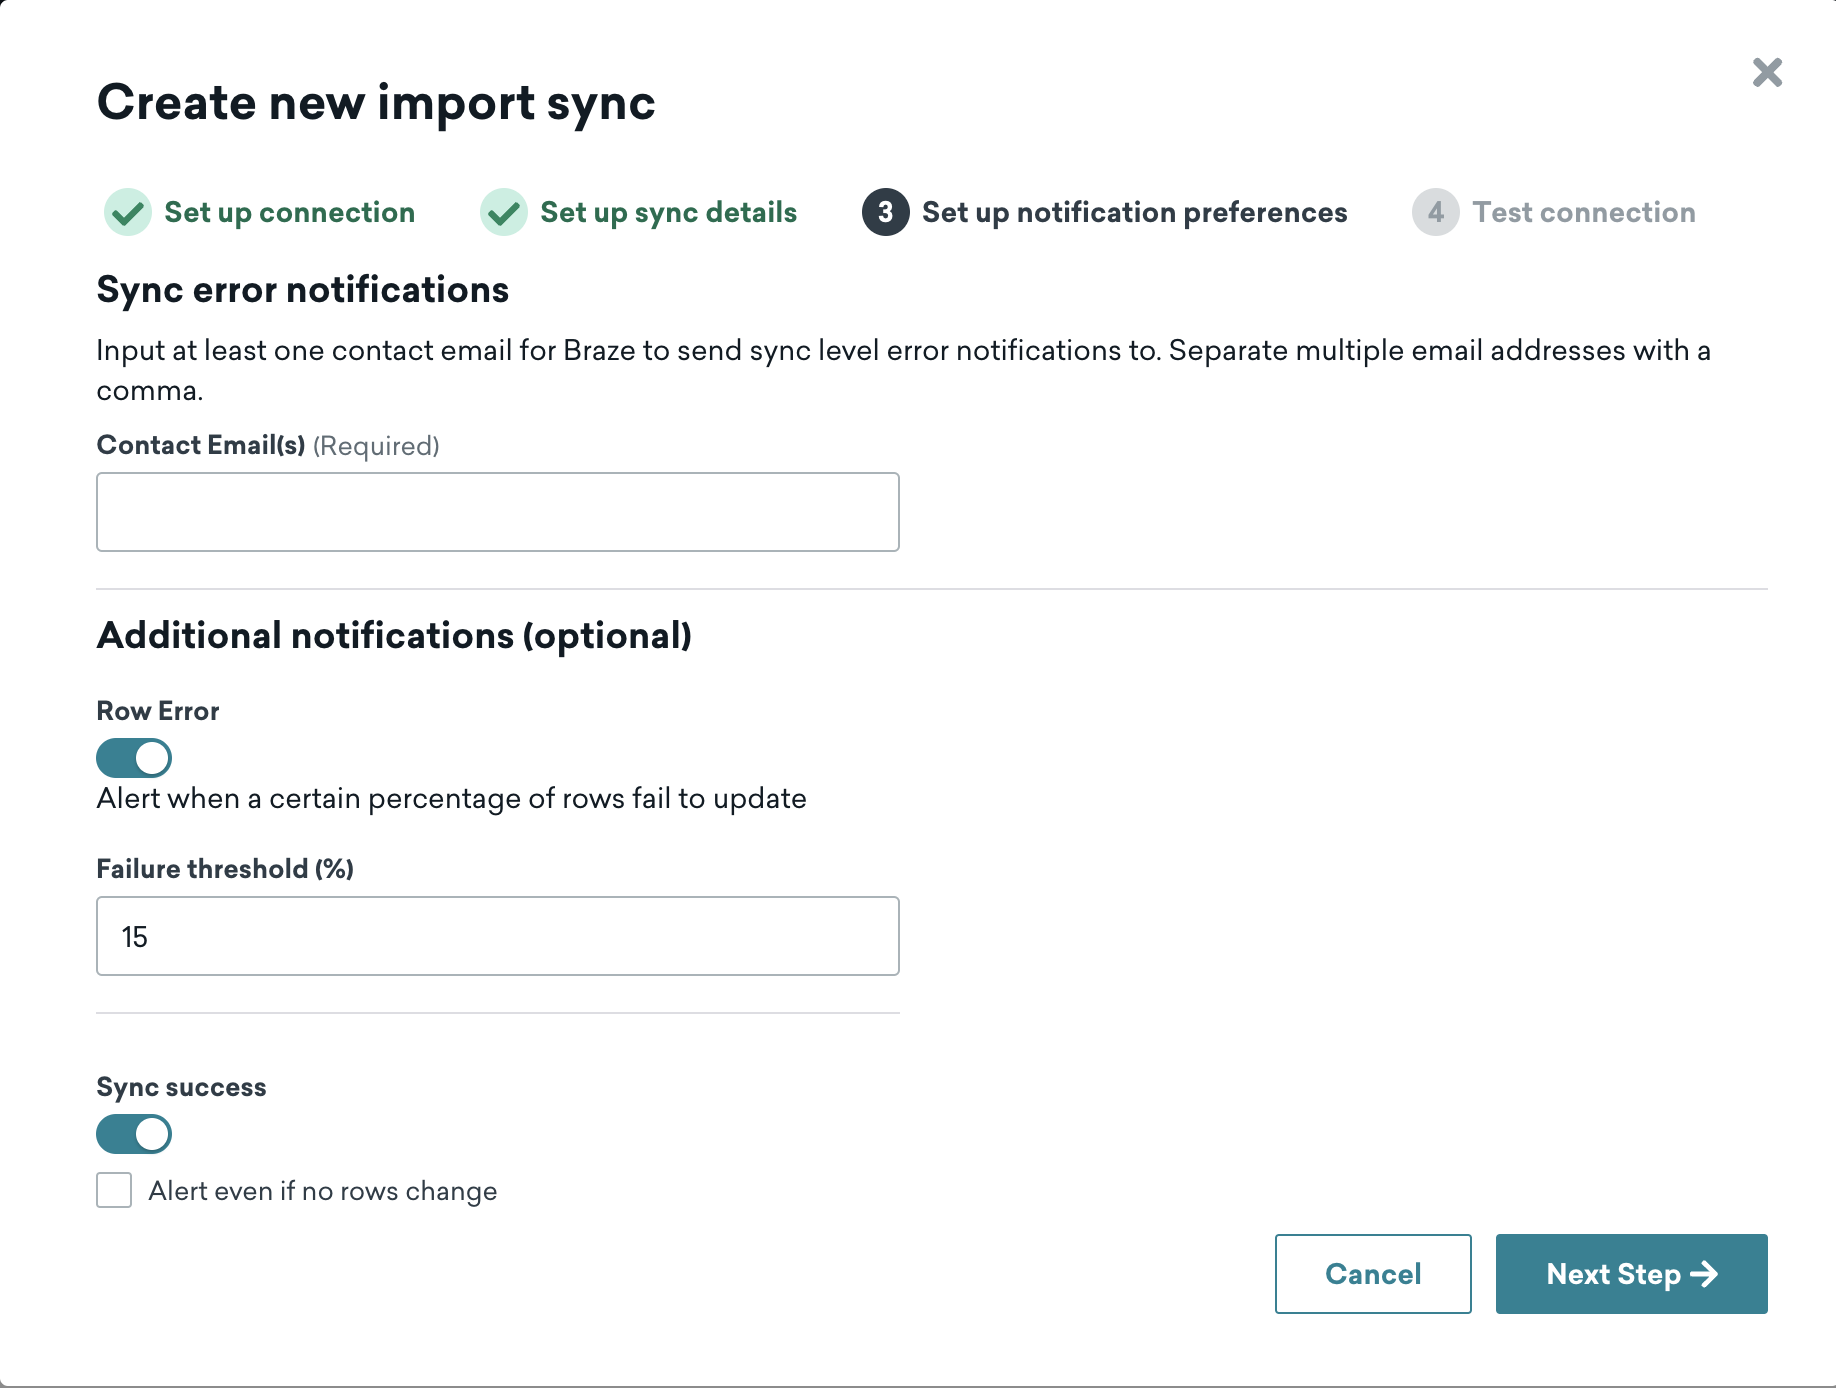 Create new import sync
Set up connection
Set up sync details
3 Set up notification preferences
4 Test connection
Sync error notifications
Input at least one contact email for Braze to send sync level error notifications to. Separate multiple email addresses with a
comma.
Contact Email(s) (Required)
Additional notifications (optional)
Row Error
Alert when a certain percentage of rows fail to update
Failure threshold (%)
15
Sync success
Alert even if no rows change
Cancel
Next Step